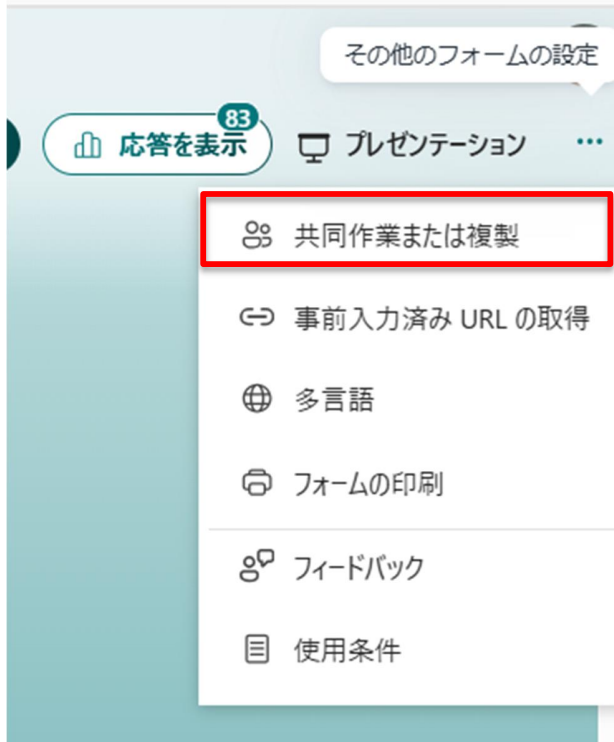 その他のフォームの設定
83
応答を表示
プレゼンテーション
…
共同作業または複製
事前入力済み URL の取得
多言語
フォームの印刷
フィードバック
使用条件